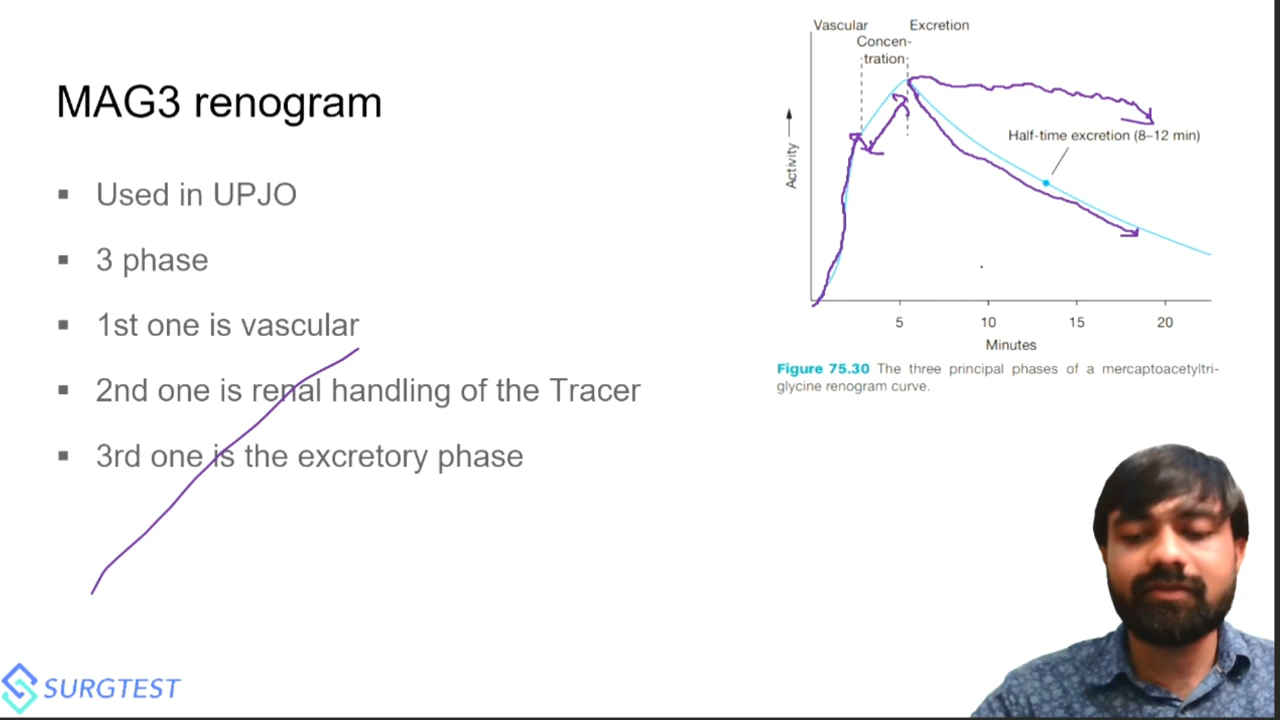 MAG3 renogram
▪ Used in UPJO
▪ 3 phase
▪ 1st one is vascular
▪ 2nd one is renal handling of the Tracer
▪ 3rd one is the excretory phase
Vascular
Excretion
Concen-
tration
Activity
Half-time excretion (8–12 min)
5 10 15 20
Minutes
Figure 75.30 The three principal phases of a mercaptoacetyltri-
glycine renogram curve.
SURGTEST